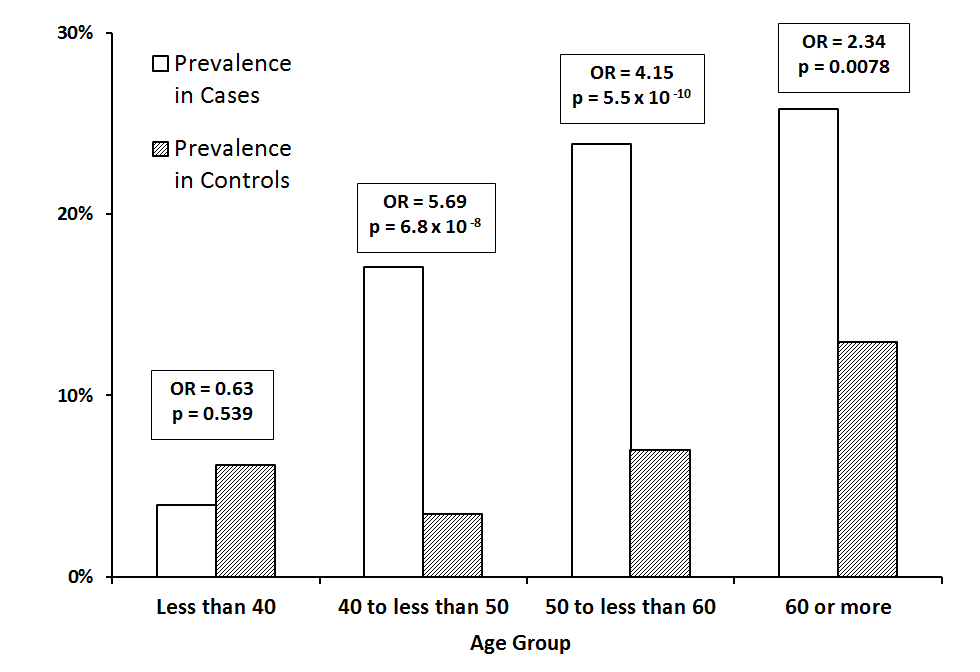 30%
20%
10%
0%
Prevalence
in Cases
Prevalence
in Controls
OR = 0.63
p = 0.539
OR = 5.69
p = 6.8 x 10 -8
OR = 4.15
p = 5.5 x 10 -10
OR = 2.34
p = 0.0078
Less than 40
40 to less than 50
50 to less than 60
60 or more
Age Group